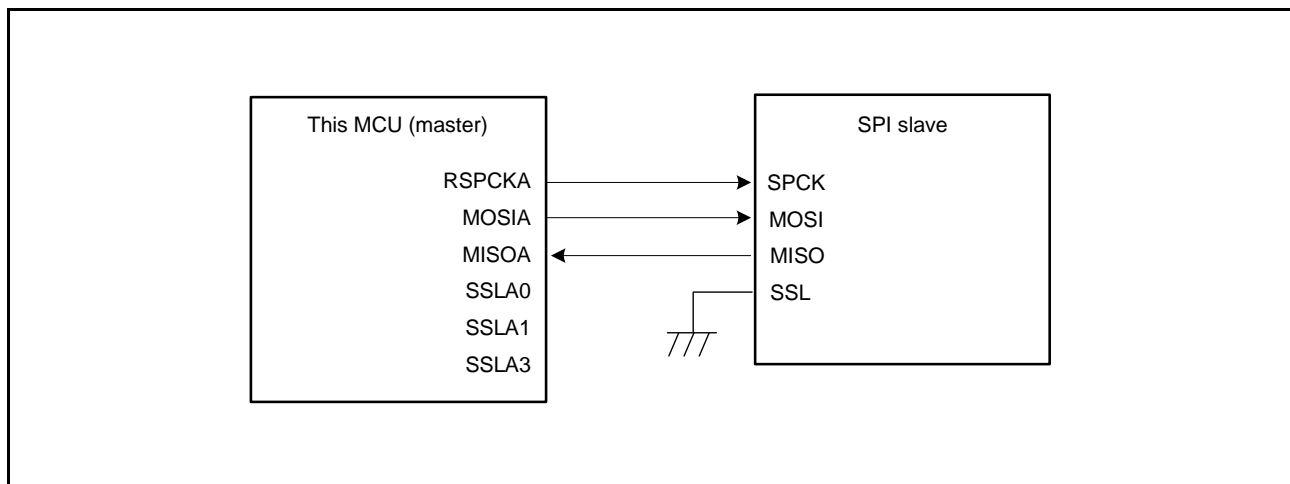 This MCU (master)
RSPCKA
MOSIA
MISOA
SSLA0
SSLA1
SSLA3
SPI slave
SPCK
MOSI
MISO
SSL